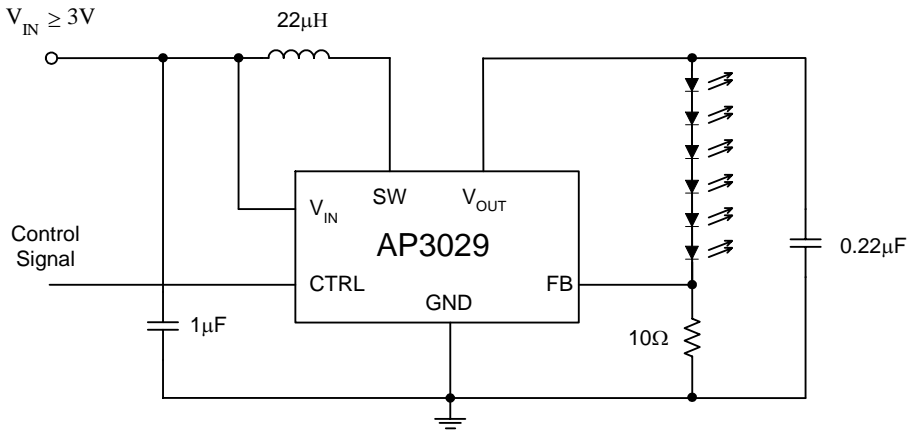 V_IN ≥ 3V
22μH
V_IN
SW
V_OUT
AP3029
Control
Signal
CTRL
FB
GND
0.22μF
1μF
10Ω